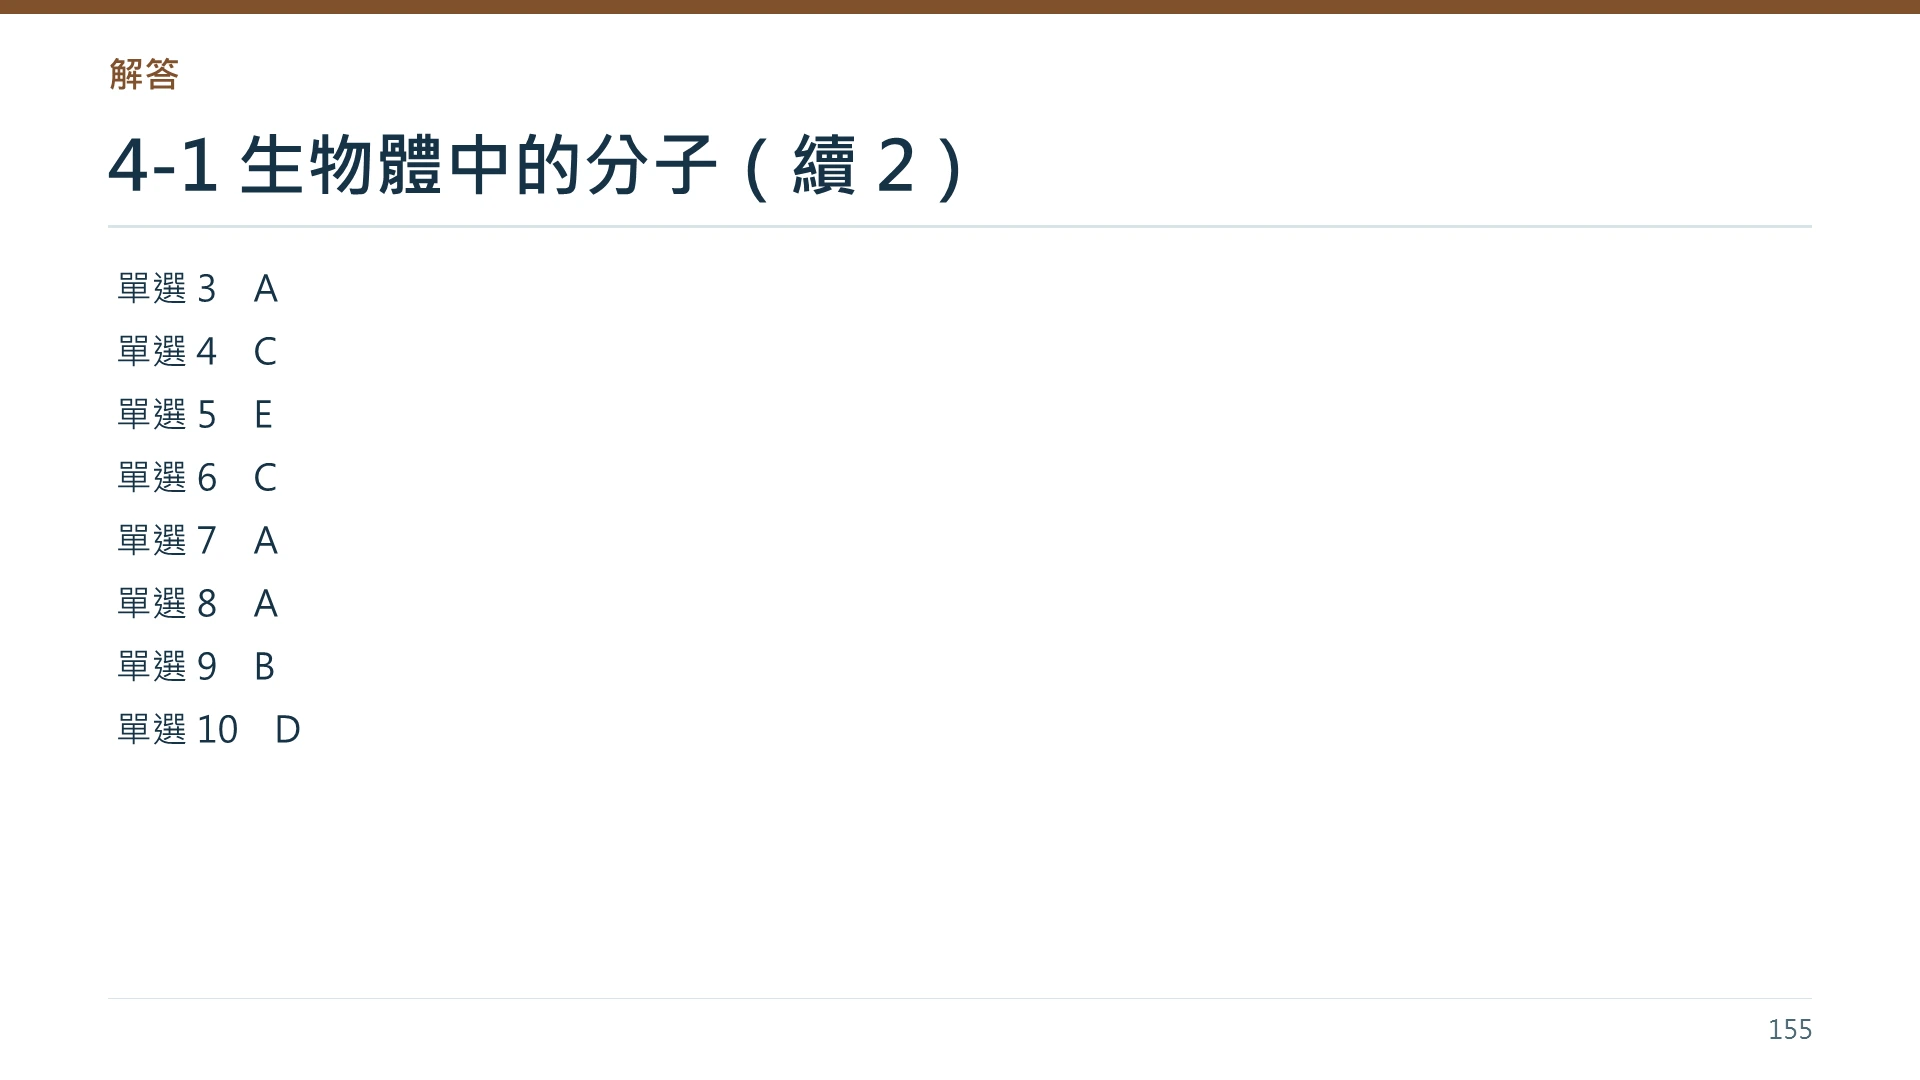 解答
4-1 生物體中的分子（續 2）
單選 3　A
單選 4　C
單選 5　E
單選 6　C
單選 7　A
單選 8　A
單選 9　B
單選 10　D
155